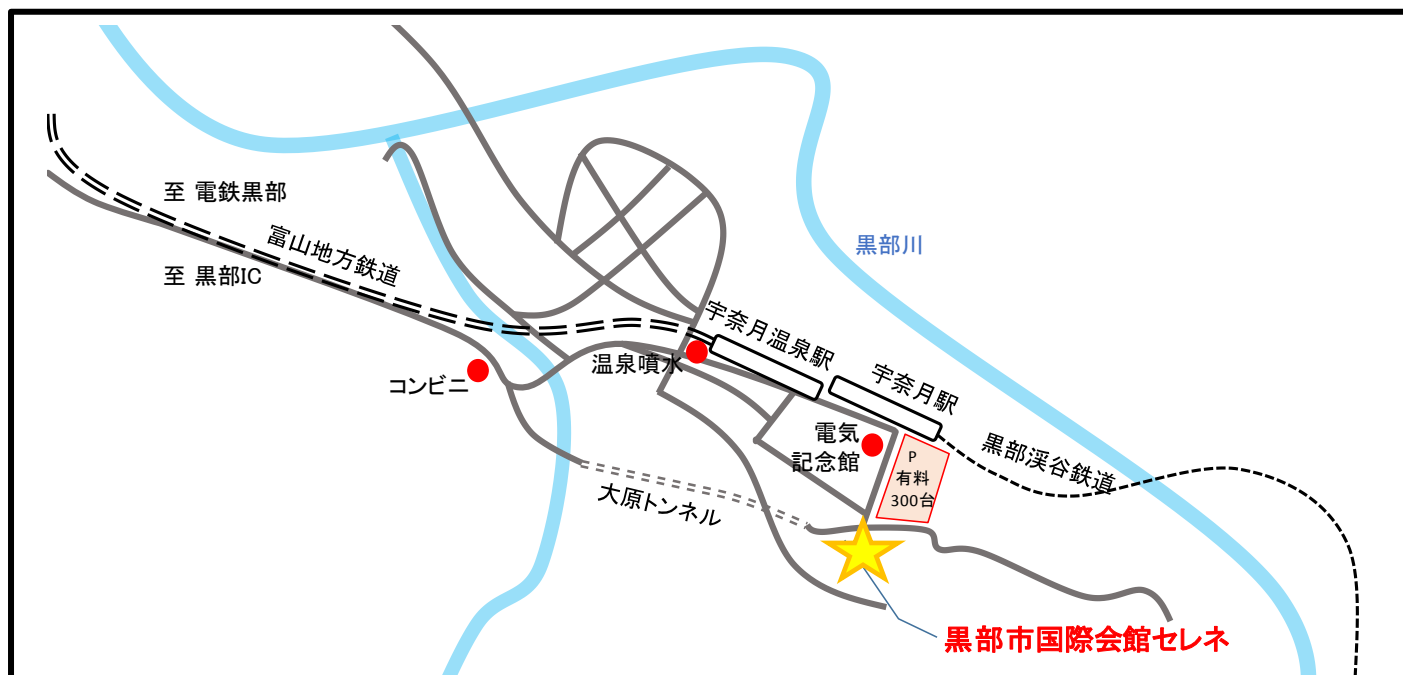 至 電鉄黒部
富山地方鉄道
至 黒部IC
黒部川
宇奈月温泉駅
温泉噴水
宇奈月駅
コンビニ
電気
記念館
黒部渓谷鉄道
P
有料
300台
大原トンネル
黒部市国際会館セレネ